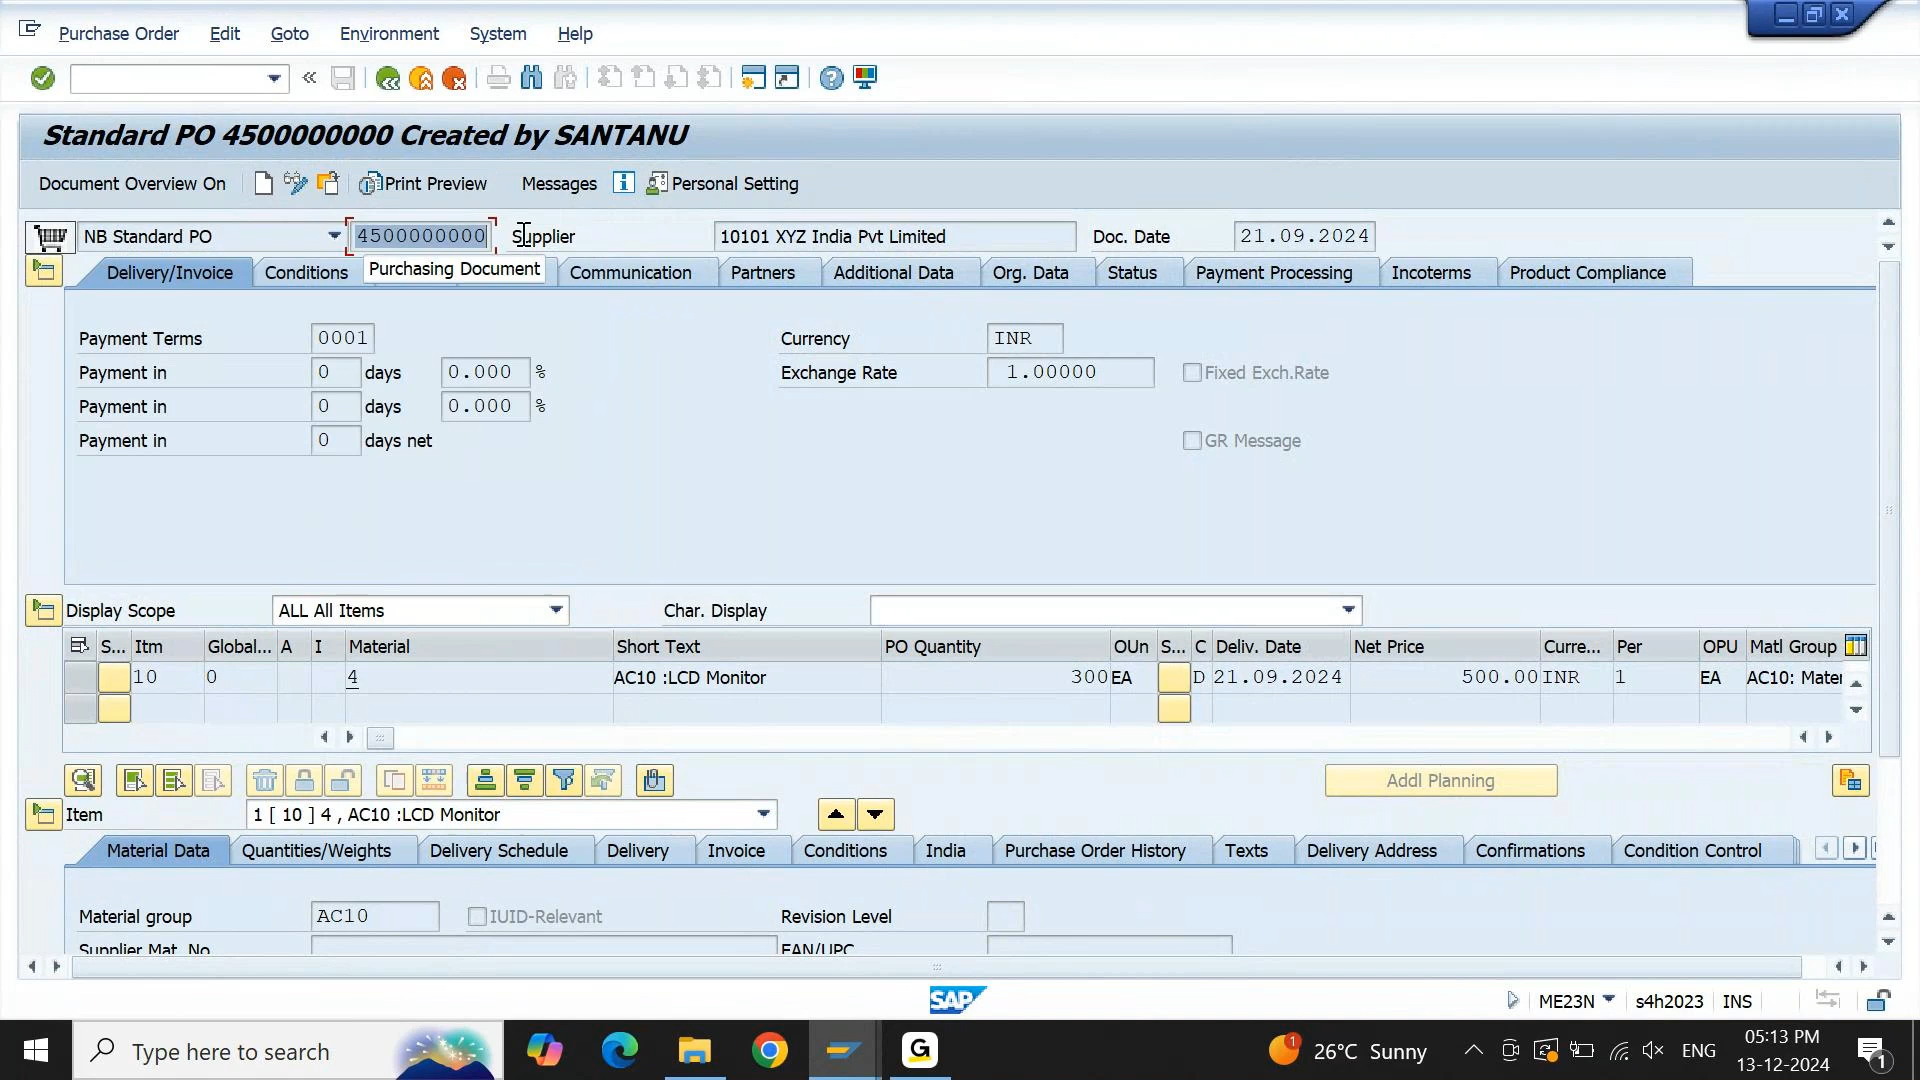 Purchase Order Edit Goto Environment System Help
Standard PO 4500000000 Created by SANTANU
Document Overview On Print Preview Messages Personal Setting
NB Standard PO 4500000000 Supplier 10101 XYZ India Pvt Limited Doc. Date 21.09.2024
Delivery/Invoice Conditions Purchasing Document Communication Partners Additional Data Org. Data Status Payment Processing Incoterms Product Compliance
Payment Terms 0001 Currency INR
Payment in 0 days 0.000 % Exchange Rate 1.00000 Fixed Exch.Rate
Payment in 0 days 0.000 %
Payment in 0 days net GR Message
Display Scope ALL All Items Char. Display
S... Itm Global... A I Material Short Text PO Quantity OUn S... C Deliv. Date Net Price Curre... Per OPU Matl Group
10 0 4 AC10 :LCD Monitor 300 EA D 21.09.2024 500.00 INR 1 EA AC10: Mater
Addl Planning
Item 1 [ 10 ] 4 , AC10 :LCD Monitor
Material Data Quantities/Weights Delivery Schedule Delivery Invoice Conditions India Purchase Order History Texts Delivery Address Confirmations Condition Control
Material group AC10 IUID-Relevant Revision Level
Supplier Mat. No. EAN/UPC
SAP ME23N s4h2023 INS
Type here to search G 1 26°C Sunny ENG 05:13 PM
13-12-2024 1